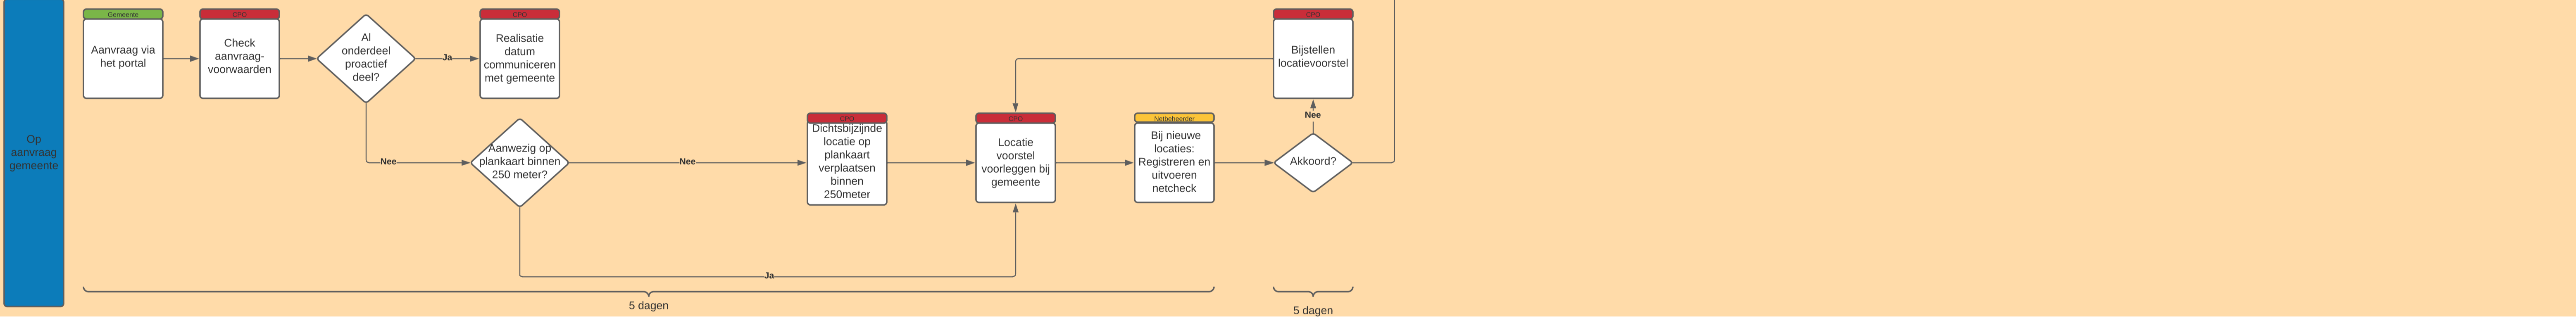 Op
aanvraag
gemeente
Gemeente
Aanvraag via
het portal
CPO
Check
aanvraag-
voorwaarden
Al
onderdeel
proactief
deel?
Ja
CPO
Realisatie
datum
communiceren
met gemeente
Nee
Aanwezig op
plankaart binnen
250 meter?
Nee
CPO
Dichtsbijzijnde
locatie op
plankaart
verplaatsen
binnen
250meter
CPO
Locatie
voorstel
voorleggen bij
gemeente
Netbeheerder
Bij nieuwe
locaties:
Registreren en
uitvoeren
netcheck
Akkoord?
Nee
CPO
Bijstellen
locatievoorstel
Ja
5 dagen
5 dagen